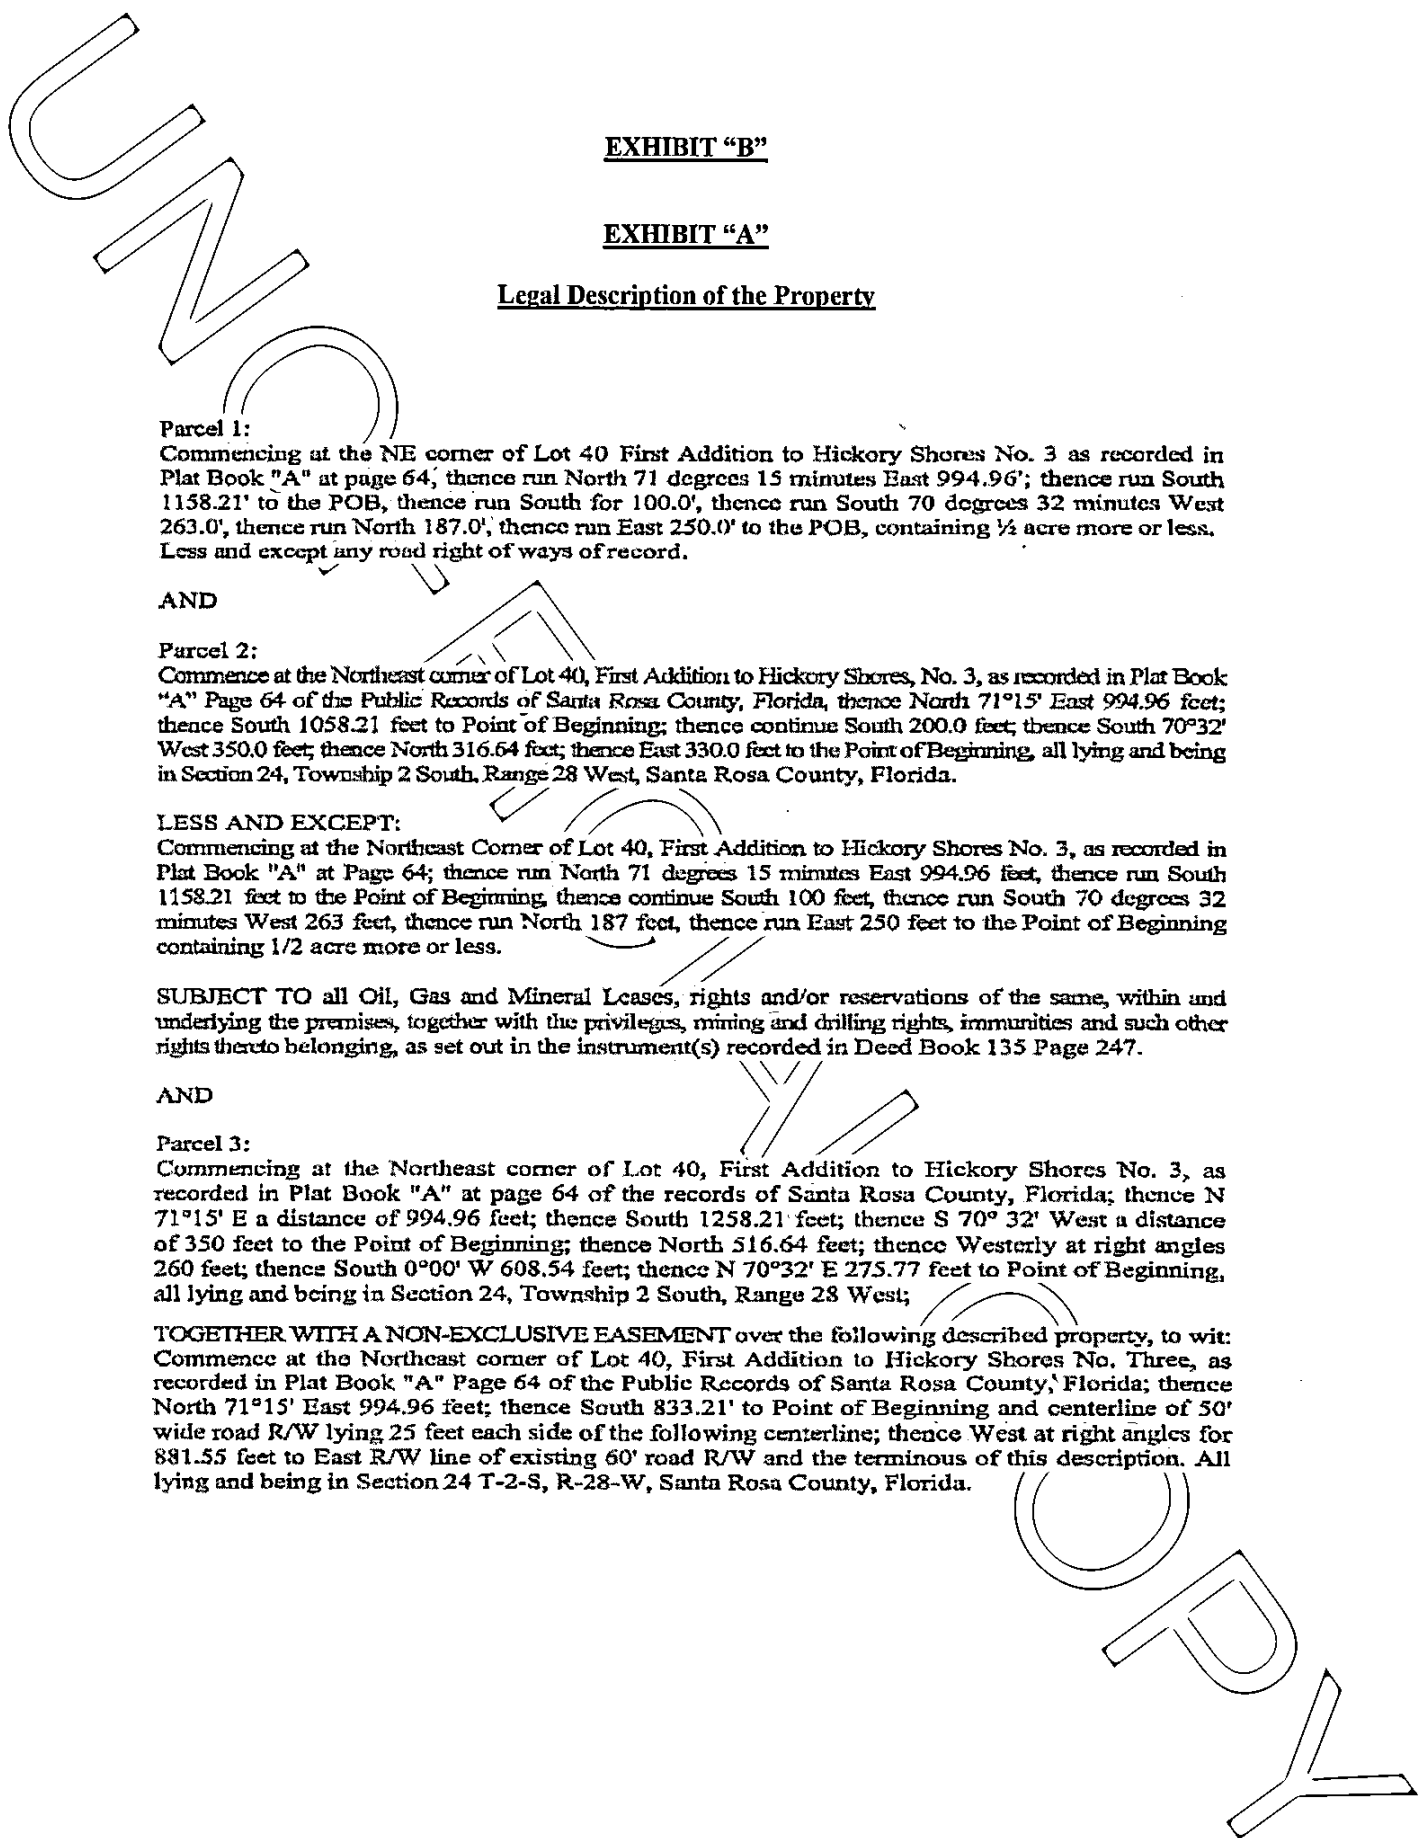 EXHIBIT “B”
EXHIBIT “A”
Legal Description of the Property
Parcel 1:
Commencing at the NE corner of Lot 40 First Addition to Hickory Shores No. 3 as recorded in
Plat Book "A" at page 64, thence run North 71 degrees 15 minutes East 994.96'; thence run South
1158.21' to the POB, thence run South for 100.0', thence run South 70 degrees 32 minutes West
263.0', thence run North 187.0', thence run East 250.0' to the POB, containing ½ acre more or less.
Less and except any road right of ways of record.
AND
Parcel 2:
Commence at the Northeast corner of Lot 40, First Addition to Hickory Shores, No. 3, as recorded in Plat Book
“A” Page 64 of the Public Records of Santa Rosa County, Florida, thence North 71°15' East 994.96 feet;
thence South 1058.21 feet to Point of Beginning; thence continue South 200.0 feet; thence South 70°32'
West 350.0 feet; thence North 316.64 feet; thence East 330.0 feet to the Point of Beginning, all lying and being
in Section 24, Township 2 South, Range 28 West, Santa Rosa County, Florida.
LESS AND EXCEPT:
Commencing at the Northeast Corner of Lot 40, First Addition to Hickory Shores No. 3, as recorded in
Plat Book "A" at Page 64; thence run North 71 degrees 15 minutes East 994.96 feet, thence run South
1158.21 feet to the Point of Beginning, thence continue South 100 feet, thence run South 70 degrees 32
minutes West 263 feet, thence run North 187 feet, thence run East 250 feet to the Point of Beginning
containing 1/2 acre more or less.
SUBJECT TO all Oil, Gas and Mineral Leases, rights and/or reservations of the same, within and
underlying the premises, together with the privileges, mining and drilling rights, immunities and such other
rights thereto belonging, as set out in the instrument(s) recorded in Deed Book 135 Page 247.
AND
Parcel 3:
Commencing at the Northeast corner of Lot 40, First Addition to Hickory Shores No. 3, as
recorded in Plat Book "A" at page 64 of the records of Santa Rosa County, Florida; thence N
71°15' E a distance of 994.96 feet; thence South 1258.21 feet; thence S 70° 32' West a distance
of 350 feet to the Point of Beginning; thence North 516.64 feet; thence Westerly at right angles
260 feet; thence South 0°00' W 608.54 feet; thence N 70°32' E 275.77 feet to Point of Beginning,
all lying and being in Section 24, Township 2 South, Range 28 West;
TOGETHER WITH A NON-EXCLUSIVE EASEMENT over the following described property, to wit:
Commence at the Northeast corner of Lot 40, First Addition to Hickory Shores No. Three, as
recorded in Plat Book "A" Page 64 of the Public Records of Santa Rosa County, Florida; thence
North 71°15' East 994.96 feet; thence South 833.21' to Point of Beginning and centerline of 50'
wide road R/W lying 25 feet each side of the following centerline; thence West at right angles for
881.55 feet to East R/W line of existing 60' road R/W and the terminous of this description. All
lying and being in Section 24 T-2-S, R-28-W, Santa Rosa County, Florida.
UNOFFICIAL COPY